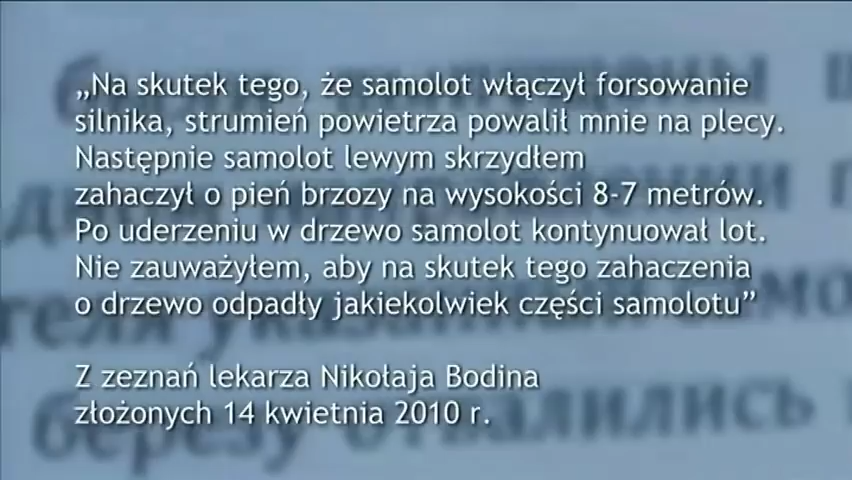 „Na skutek tego, że samolot włączył forsowanie
silnika, strumień powietrza powalił mnie na plecy.
Następnie samolot lewym skrzydłem
zahaczył o pień brzozy na wysokości 8-7 metrów.
Po uderzeniu w drzewo samolot kontynuował lot.
Nie zauważyłem, aby na skutek tego zahaczenia
o drzewo odpadły jakiekolwiek części samolotu”
Z zeznań lekarza Nikołaja Bodina
złożonych 14 kwietnia 2010 r.